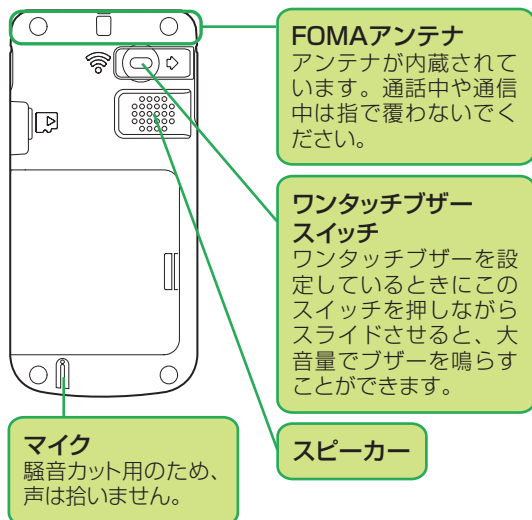 FOMAアンテナ
アンテナが内蔵されて
います。通話中や通信
中は指で覆わないでく
ださい。
ワンタッチブザー
スイッチ
ワンタッチブザーを設
定しているときにこの
スイッチを押しながら
スライドさせると、大
音量でブザーを鳴らす
ことができます。
スピーカー
マイク
騒音カット用のため、
声は拾いません。